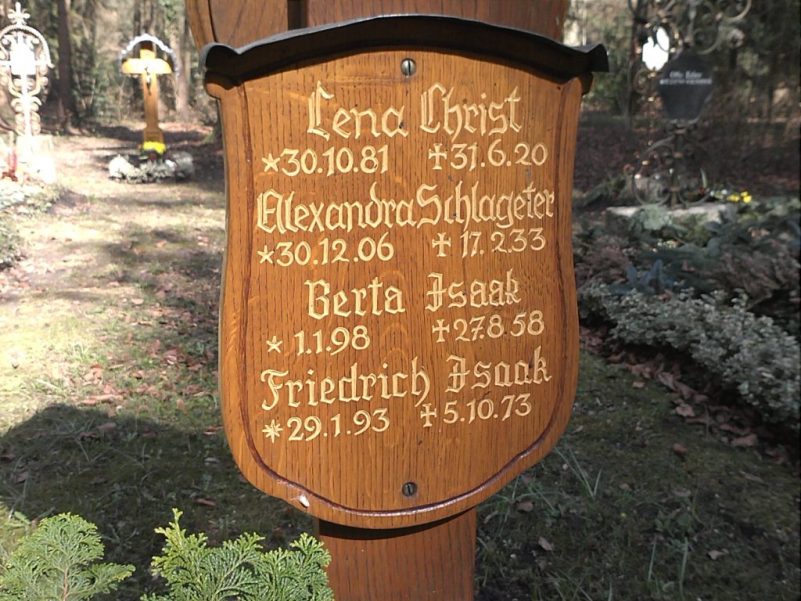 Lena Christ
*30.10.81 ✝31.6.20
Alexandra Schlageter
*30.12.06 ✝17.2.33
Berta Isaak
*1.1.98 ✝27.8.58
Friedrich Isaak
*29.1.93 ✝5.10.73